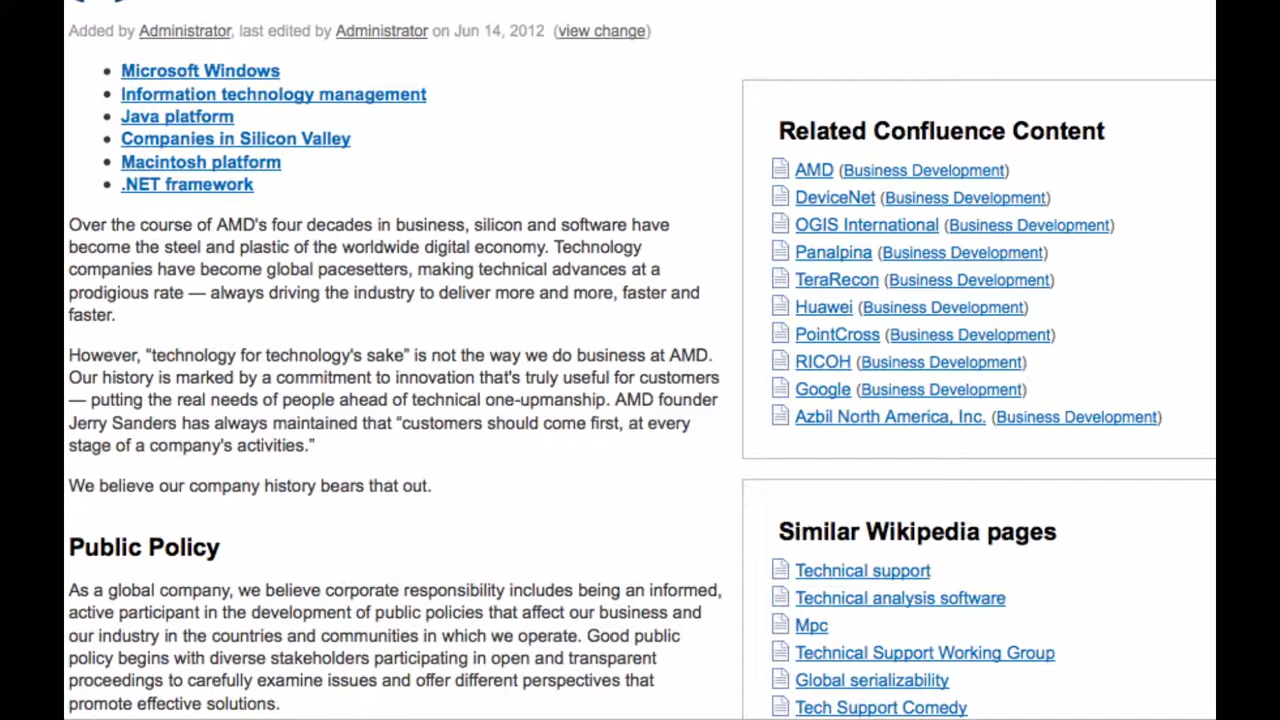 Added by Administrator, last edited by Administrator on Jun 14, 2012 (view change)
• Microsoft Windows
• Information technology management
• Java platform
• Companies in Silicon Valley
• Macintosh platform
• .NET framework
Over the course of AMD's four decades in business, silicon and software have
become the steel and plastic of the worldwide digital economy. Technology
companies have become global pacesetters, making technical advances at a
prodigious rate — always driving the industry to deliver more and more, faster and
faster.
However, "technology for technology's sake" is not the way we do business at AMD.
Our history is marked by a commitment to innovation that's truly useful for customers
— putting the real needs of people ahead of technical one-upmanship. AMD founder
Jerry Sanders has always maintained that "customers should come first, at every
stage of a company's activities."
We believe our company history bears that out.
Public Policy
As a global company, we believe corporate responsibility includes being an informed,
active participant in the development of public policies that affect our business and
our industry in the countries and communities in which we operate. Good public
policy begins with diverse stakeholders participating in open and transparent
proceedings to carefully examine issues and offer different perspectives that
promote effective solutions.
Related Confluence Content
AMD (Business Development)
DeviceNet (Business Development)
OGIS International (Business Development)
Panalpina (Business Development)
TeraRecon (Business Development)
Huawei (Business Development)
PointCross (Business Development)
RICOH (Business Development)
Google (Business Development)
Azbil North America, Inc. (Business Development)
Similar Wikipedia pages
Technical support
Technical analysis software
Mpc
Technical Support Working Group
Global serializability
Tech Support Comedy